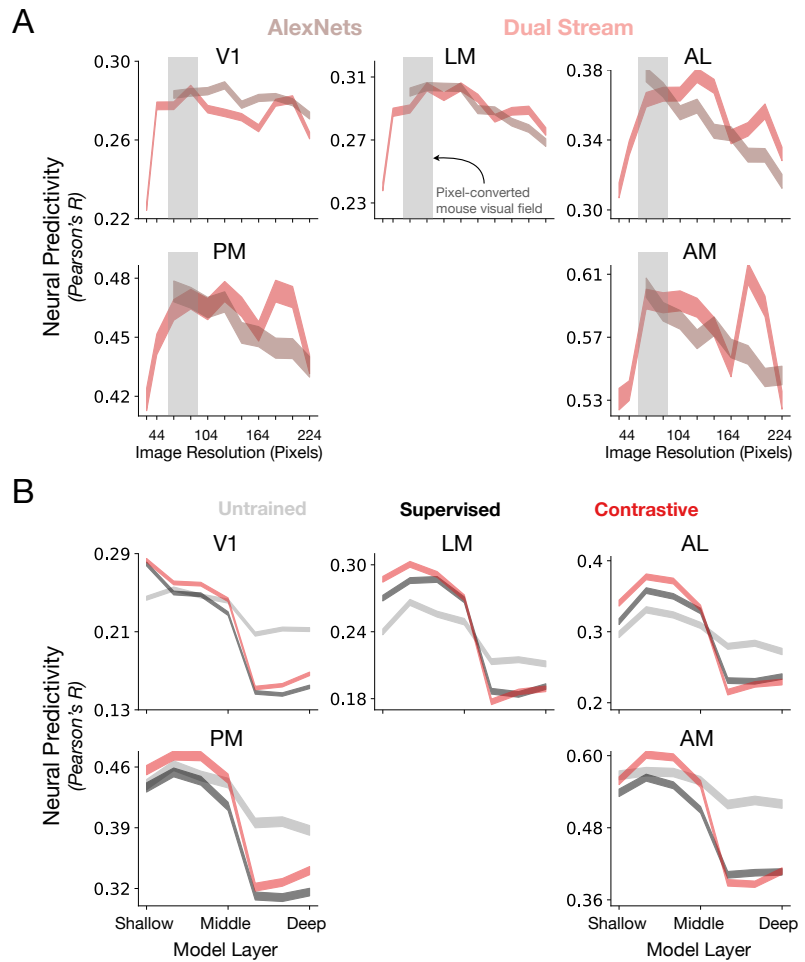 A
AlexNets
Dual Stream
V1
LM
AL
0.30
0.26
0.22
0.31
0.27
0.23
0.38
0.34
0.30
Pixel-converted
mouse visual field
Neural Predictivity
(Pearson's R)
PM
AM
0.48
0.45
0.42
0.61
0.57
0.53
44 104 164 224
Image Resolution (Pixels)
44 104 164 224
Image Resolution (Pixels)
B
Untrained
Supervised
Contrastive
V1
LM
AL
0.29
0.21
0.13
0.30
0.24
0.18
0.4
0.3
0.2
Neural Predictivity
(Pearson's R)
PM
AM
0.46
0.39
0.32
0.60
0.48
0.36
Shallow Middle Deep
Model Layer
Shallow Middle Deep
Model Layer